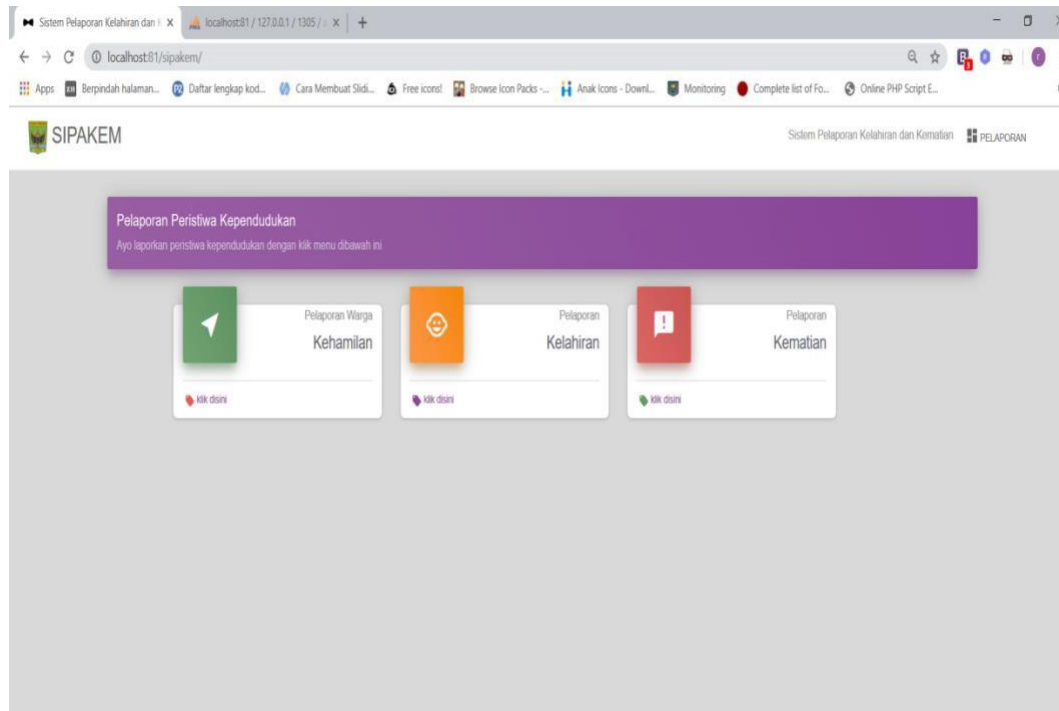 Sistem Pelaporan Kelahiran dan K
localhost:81 / 127.0.0.1 / 1305 /
localhost:81/sipakem/
Apps
Berpindah halaman...
Daftar lengkap kod...
Cara Membuat Slidi...
Free icons!
Browse Icon Packs -...
Anak Icons - Downl...
Monitoring
Complete list of Fo...
Online PHP Script E...
SIPAKEM
Sistem Pelaporan Kelahiran dan Kematian
PELAPORAN
Pelaporan Peristiwa Kependudukan
Ayo laporkan peristiwa kependudukan dengan klik menu dibawah ini
Pelaporan Warga
Kehamilan
klik disini
Pelaporan
Kelahiran
klik disini
Pelaporan
Kematian
klik disini